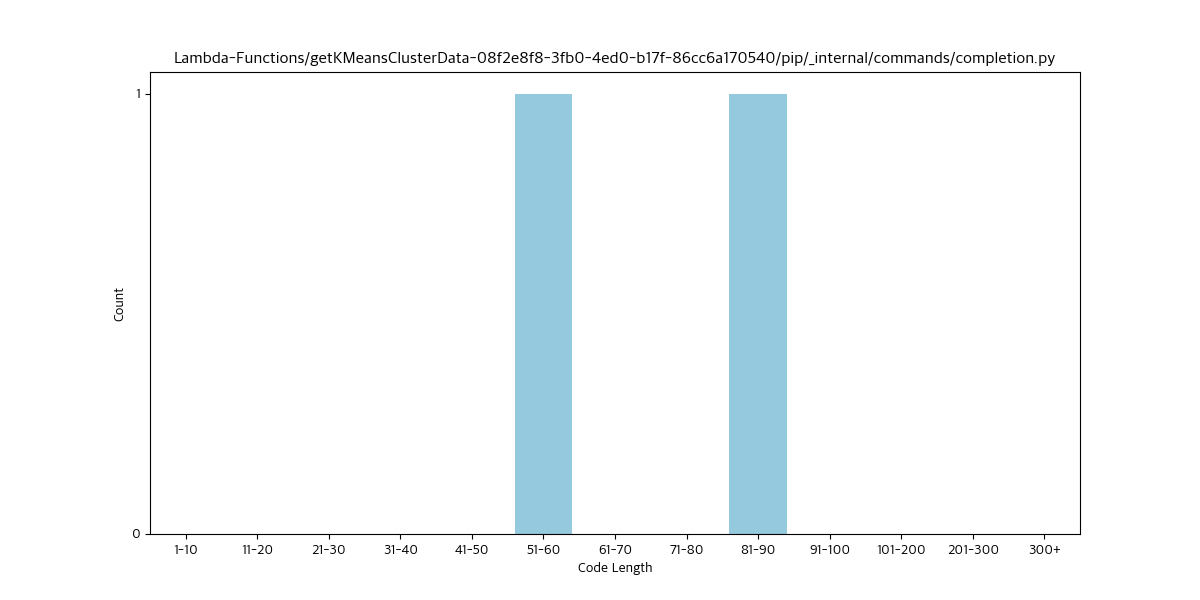 Lambda-Functions/getKMeansClusterData-08f2e8f8-3fb0-4ed0-b17f-86cc6a170540/pip/_internal/commands/completion.py
1
Count
0
1-10 11-20 21-30 31-40 41-50 51-60 61-70 71-80 81-90 91-100 101-200 201-300 300+
Code Length